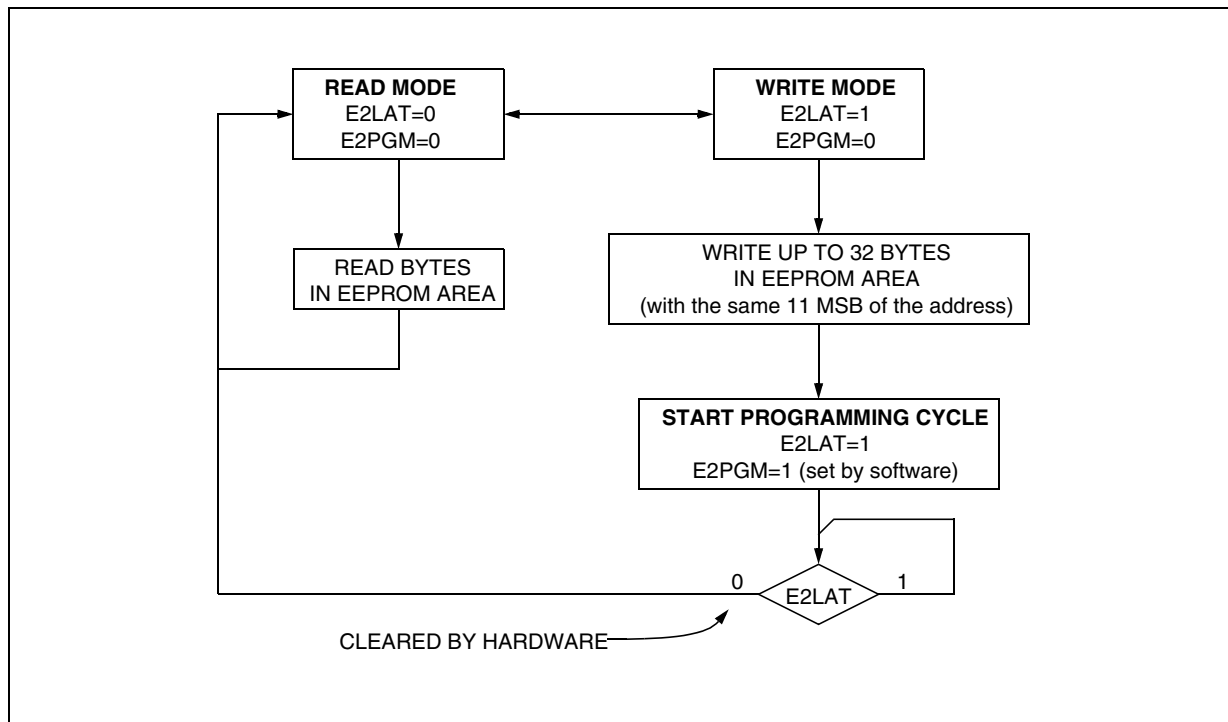 READ MODE
E2LAT=0
E2PGM=0
WRITE MODE
E2LAT=1
E2PGM=0
READ BYTES
IN EEPROM AREA
WRITE UP TO 32 BYTES
IN EEPROM AREA
(with the same 11 MSB of the address)
START PROGRAMMING CYCLE
E2LAT=1
E2PGM=1 (set by software)
0
E2LAT
1
CLEARED BY HARDWARE